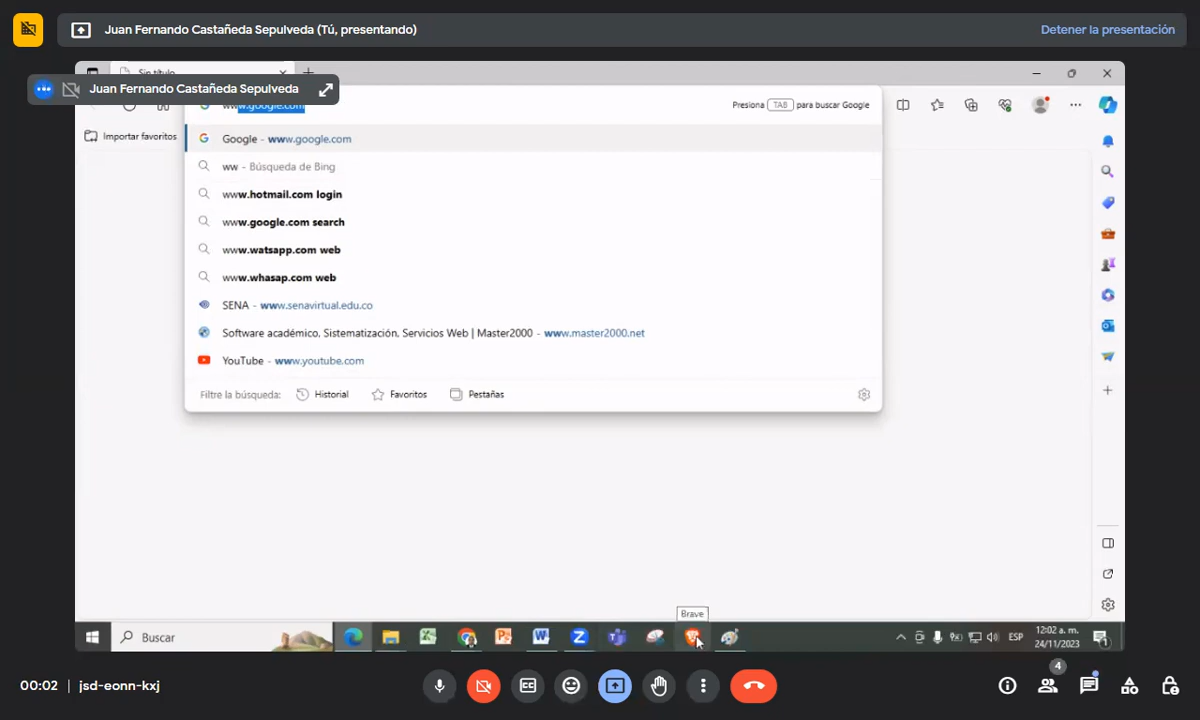 Juan Fernando Castañeda Sepulveda (Tú, presentando)
Detener la presentación
Sin título
Juan Fernando Castañeda Sepulveda
www.google.com
Presiona TAB para buscar Google
Importar favoritos
Google - www.google.com
ww - Búsqueda de Bing
www.hotmail.com login
www.google.com search
www.watsapp.com web
www.whasap.com web
SENA - www.senavirtual.edu.co
Software académico, Sistematización, Servicios Web | Master2000 - www.master2000.net
YouTube - www.youtube.com
Filtre la búsqueda:
Historial
Favoritos
Pestañas
Brave
Buscar
ESP
12:02 a. m.
24/11/2023
1
4
00:02 | jsd-eonn-kxj